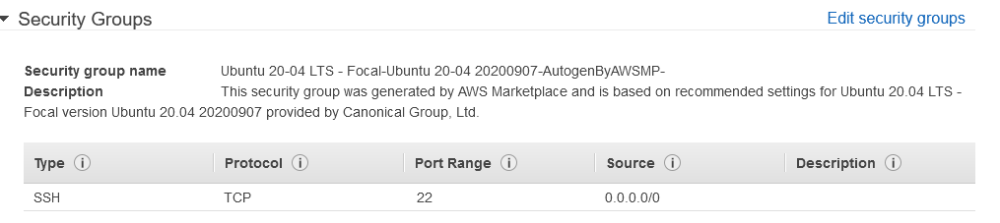 Security Groups Edit security groups
Security group name Ubuntu 20-04 LTS - Focal-Ubuntu 20-04 20200907-AutogenByAWSMP-
Description This security group was generated by AWS Marketplace and is based on recommended settings for Ubuntu 20.04 LTS -
Focal version Ubuntu 20.04 20200907 provided by Canonical Group, Ltd.
Type i Protocol i Port Range i Source i Description i
SSH TCP 22 0.0.0.0/0